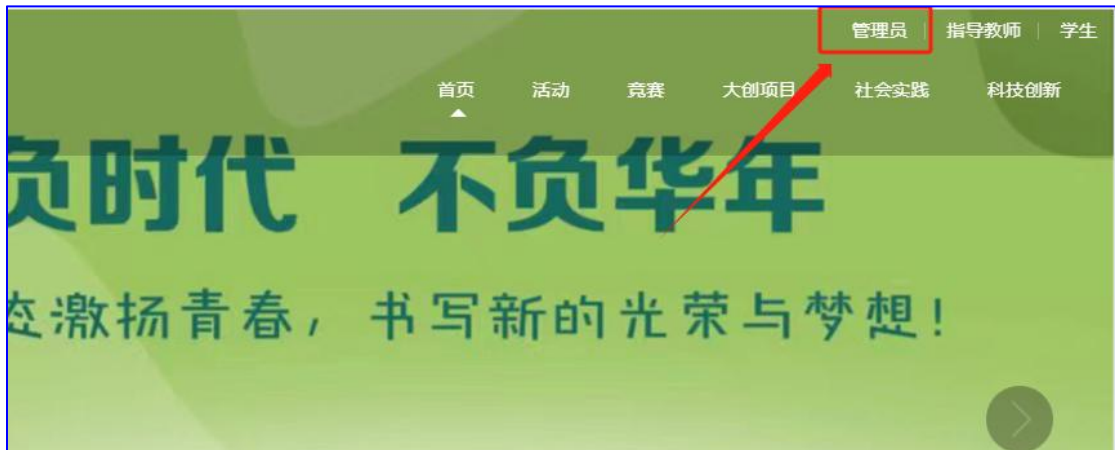 管理员 指导教师 学生
首页 活动 竞赛 大创项目 社会实践 科技创新
负时代 不负华年
态激扬青春，书写新的光荣与梦想！